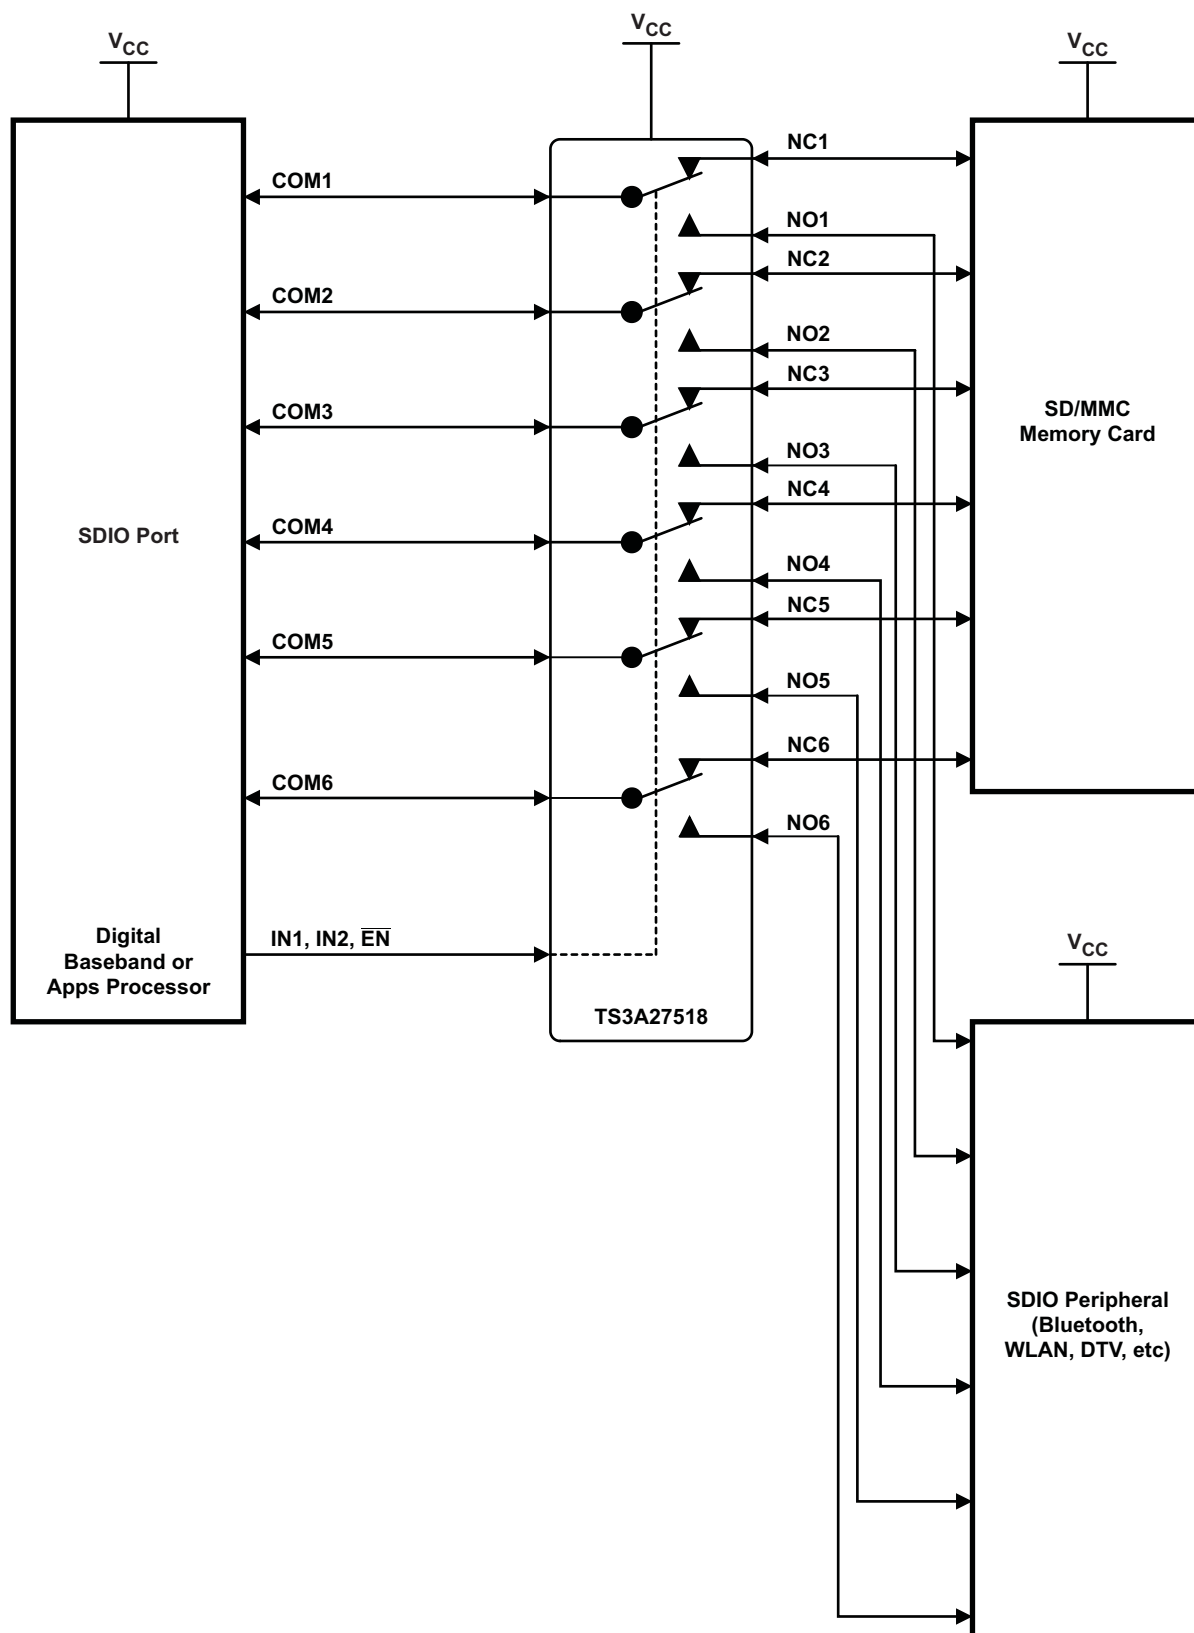 VCC
VCC
VCC
NC1
COM1
NO1
NC2
COM2
NO2
NC3
COM3
NO3
NC4
COM4
NO4
NC5
COM5
NO5
NC6
COM6
NO6
SDIO Port
SD/MMC
Memory Card
Digital
Baseband or
Apps Processor
IN1, IN2, E̅N̅
TS3A27518
VCC
SDIO Peripheral
(Bluetooth,
WLAN, DTV, etc)